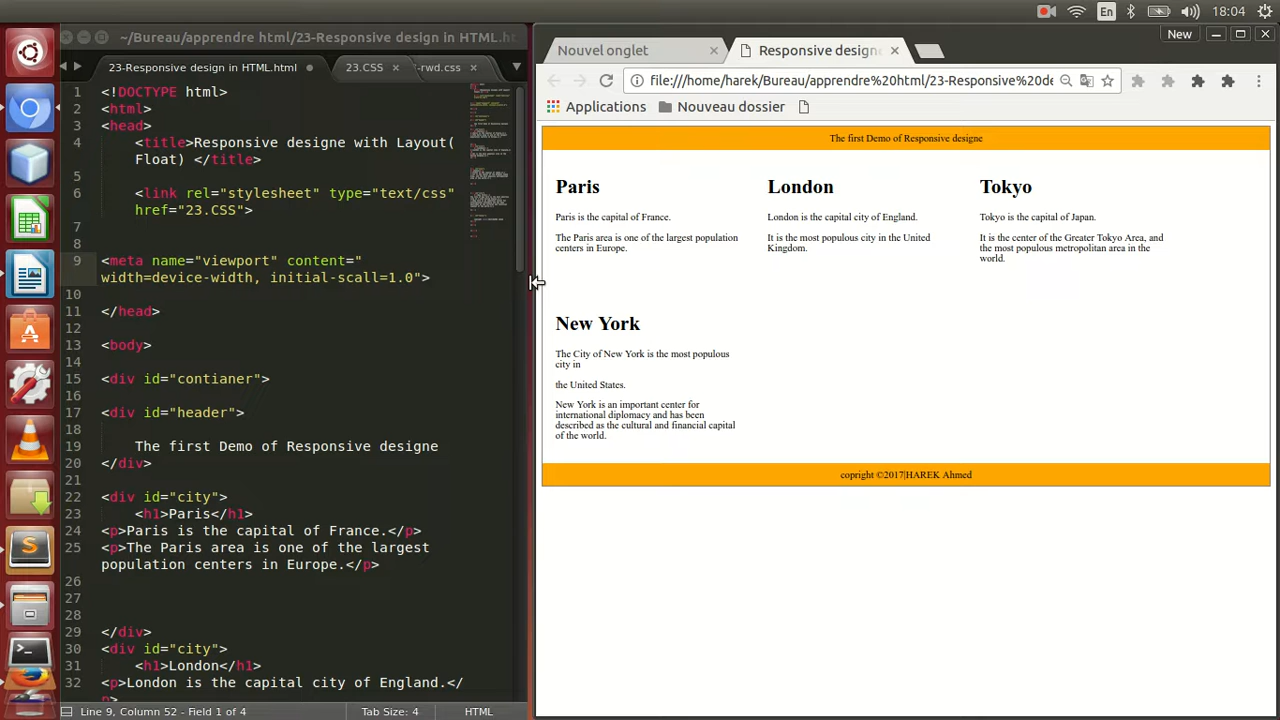 En
18:04
~/Bureau/apprendre html/23-Responsive design in HTML.ht
New
Nouvel onglet
Responsive designe
23-Responsive design in HTML.html
23.CSS
-rwd.css
file:///home/harek/Bureau/apprendre%20html/23-Responsive%20de
Applications
Nouveau dossier
1 <!DOCTYPE html>
2 <html>
3 <head>
4 <title>Responsive designe with Layout(
Float) </title>
5
6 <link rel="stylesheet" type="text/css"
href="23.CSS">
7
8
9 <meta name="viewport" content="
width=device-width, initial-scall=1.0">
10
11 </head>
12
13 <body>
14
15 <div id="contianer">
16
17 <div id="header">
18
19 The first Demo of Responsive designe
20 </div>
21
22 <div id="city">
23 <h1>Paris</h1>
24 <p>Paris is the capital of France.</p>
25 <p>The Paris area is one of the largest
population centers in Europe.</p>
26
27
28
29 </div>
30 <div id="city">
31 <h1>London</h1>
32 <p>London is the capital city of England.</
p>
Line 9, Column 52 - Field 1 of 4
Tab Size: 4
HTML
The first Demo of Responsive designe
Paris
Paris is the capital of France.
The Paris area is one of the largest population
centers in Europe.
London
London is the capital city of England.
It is the most populous city in the United
Kingdom.
Tokyo
Tokyo is the capital of Japan.
It is the center of the Greater Tokyo Area, and
the most populous metropolitan area in the
world.
New York
The City of New York is the most populous
city in
the United States.
New York is an important center for
international diplomacy and has been
described as the cultural and financial capital
of the world.
copright ©2017|HAREK Ahmed